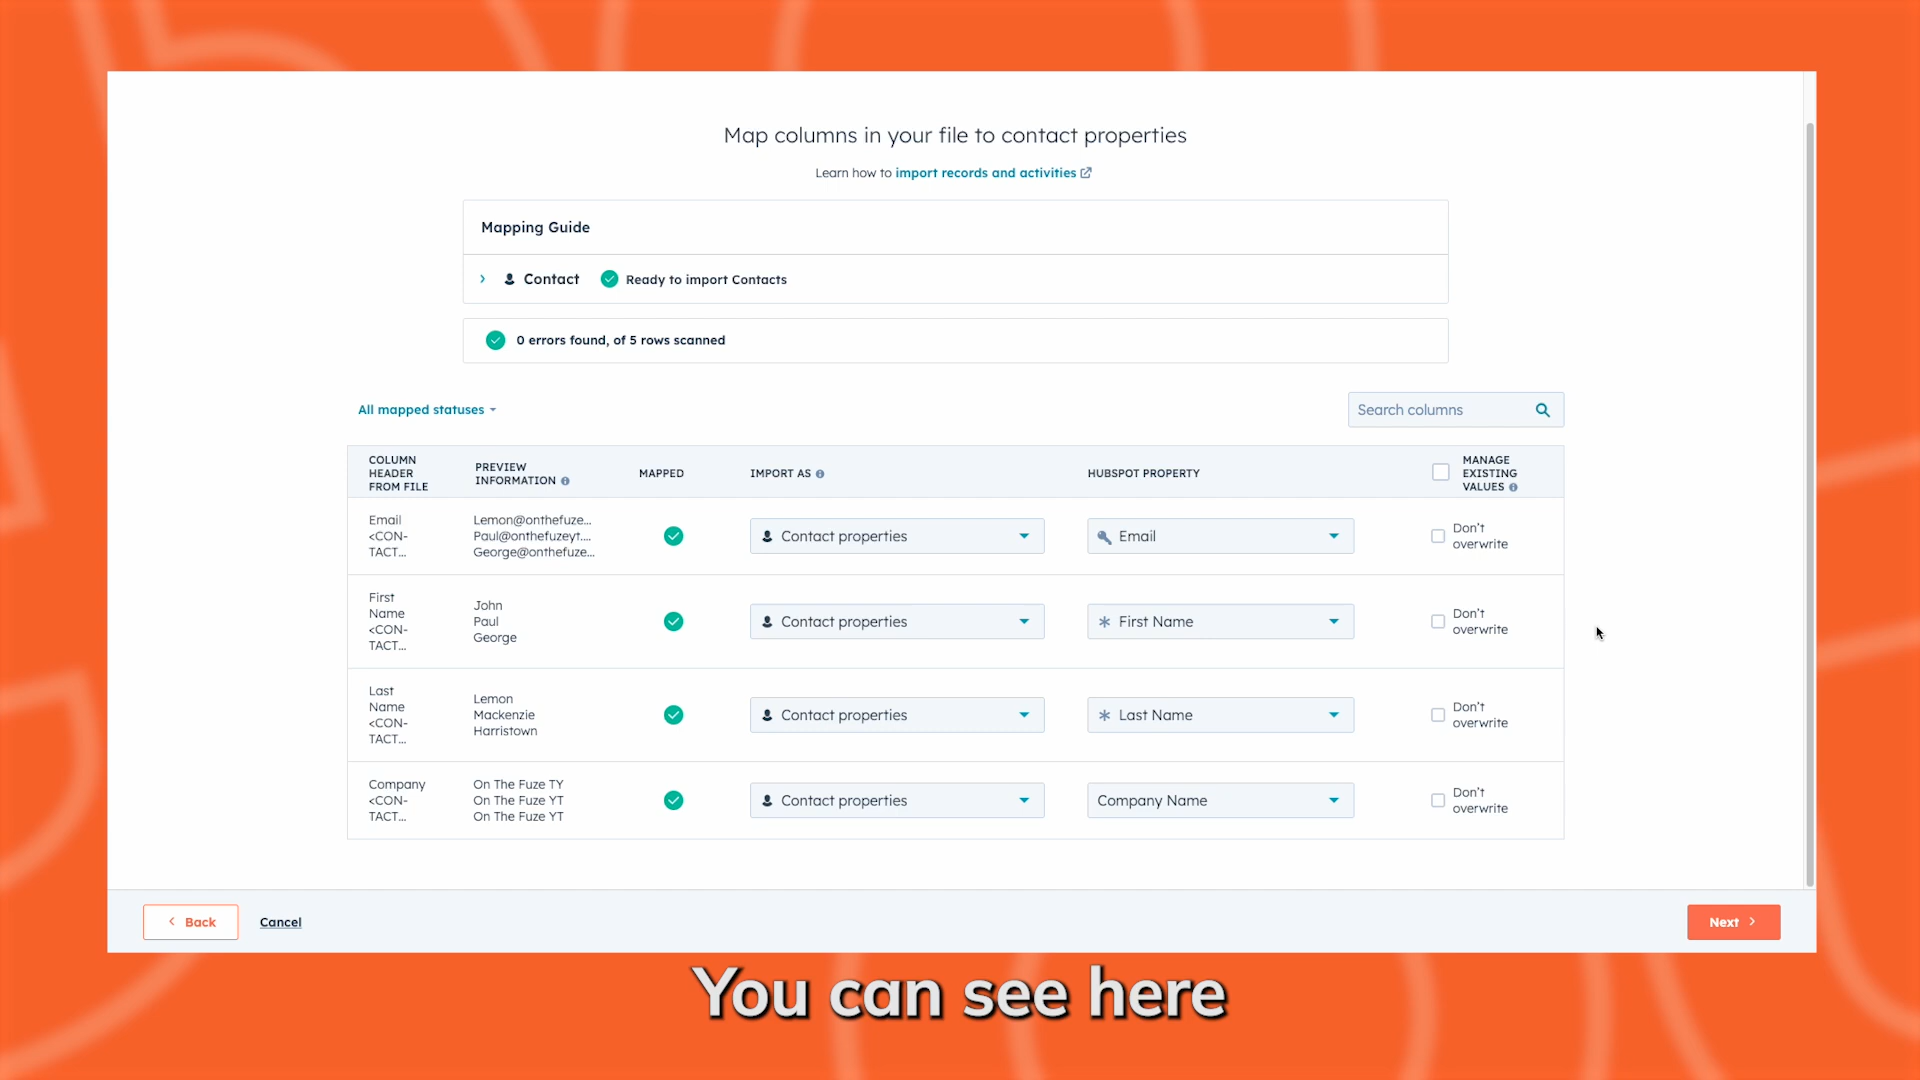 Map columns in your file to contact properties
Learn how to import records and activities
Mapping Guide
Contact Ready to import Contacts
0 errors found, of 5 rows scanned
All mapped statuses
Search columns
COLUMN
HEADER
FROM FILE
PREVIEW
INFORMATION
MAPPED
IMPORT AS
HUBSPOT PROPERTY
MANAGE
EXISTING
VALUES
Email
<CON-
TACT...
Lemon@onthefuze...
Paul@onthefuzeyt....
George@onthefuze...
Contact properties
Email
Don't
overwrite
First
Name
<CON-
TACT...
John
Paul
George
Contact properties
First Name
Don't
overwrite
Last
Name
<CON-
TACT...
Lemon
Mackenzie
Harristown
Contact properties
Last Name
Don't
overwrite
Company
<CON-
TACT...
On The Fuze TY
On The Fuze YT
On The Fuze YT
Contact properties
Company Name
Don't
overwrite
Back
Cancel
Next
You can see here